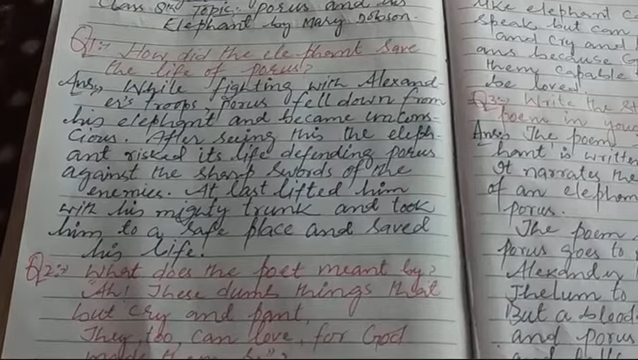 Class 8th Topic: Porus and his
Elephant by Mary Dobson.
Q1:- How did the elephant save
the life of porus?
Ans,, While fighting with Alexand-
er's troops, porus fell down from
his elephant and became uncons-
cious. After seeing this the eleph-
ant risked its life defending porus
against the sharp swords of the
enemies. At last lifted him
with his mighty trunk and took
him to a safe place and saved
his life.
Q2:- What does the poet meant by?
"Ah! These dumb things that
but cry and pant,
They, too, can love, for God
made them so"?
like elephant c
speak but can
and cry and
ans because G
them capable
be loved
Q3:- Write the s
poem in you
Ans,, The poem
hant is writte
It narrates the
of an elephan
porus.
The poem
porus goes to
Alexander
Jhelum to
But a blood
and porus